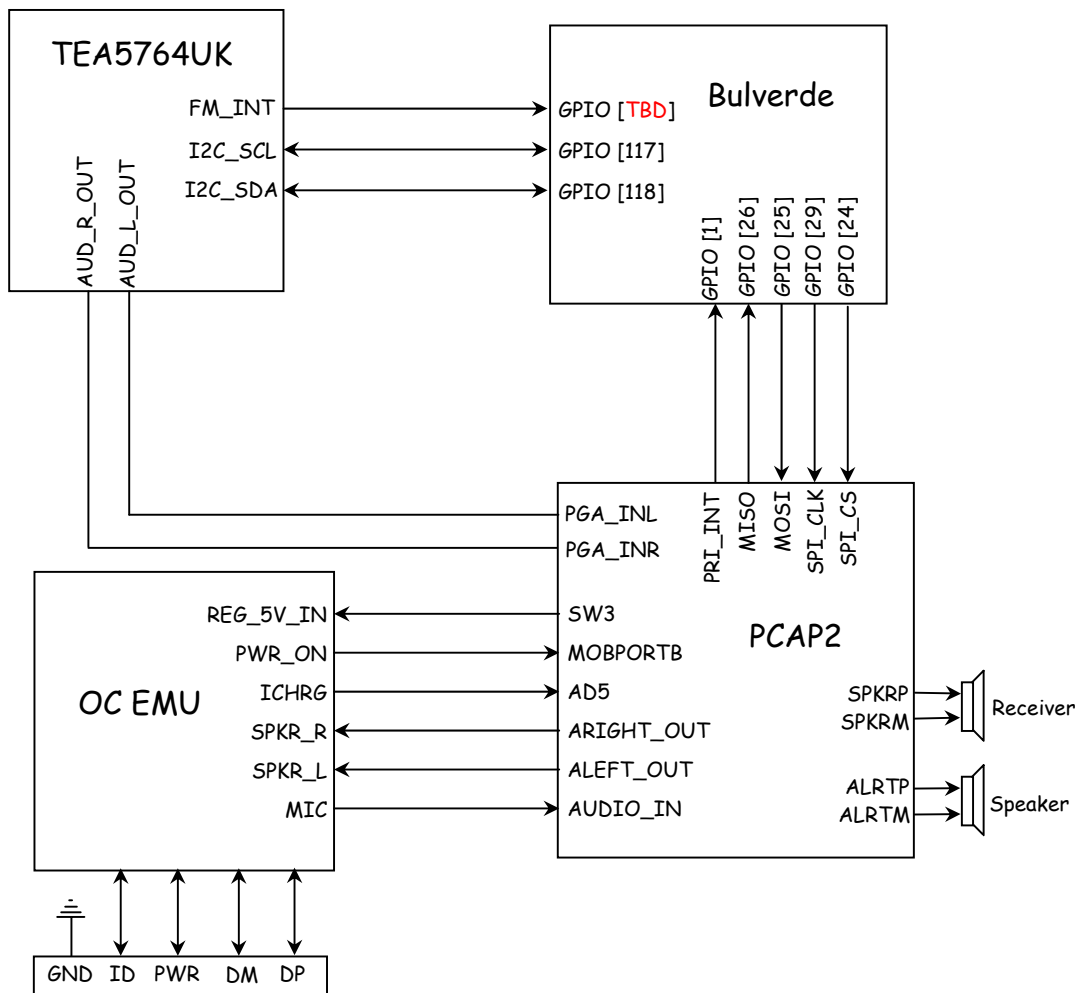 TEA5764UK
FM_INT
I2C_SCL
I2C_SDA
AUD_R_OUT
AUD_L_OUT
Bulverde
GPIO [TBD]
GPIO [117]
GPIO [118]
GPIO [1]
GPIO [26]
GPIO [25]
GPIO [29]
GPIO [24]
PRI_INT
MISO
MOSI
SPI_CLK
SPI_CS
PGA_INL
PGA_INR
PCAP2
SW3
MOBPORTB
AD5
ARIGHT_OUT
ALEFT_OUT
AUDIO_IN
SPKRP
SPKRM
ALRTP
ALRTM
Receiver
Speaker
OC EMU
REG_5V_IN
PWR_ON
ICHRG
SPKR_R
SPKR_L
MIC
GND ID PWR DM DP